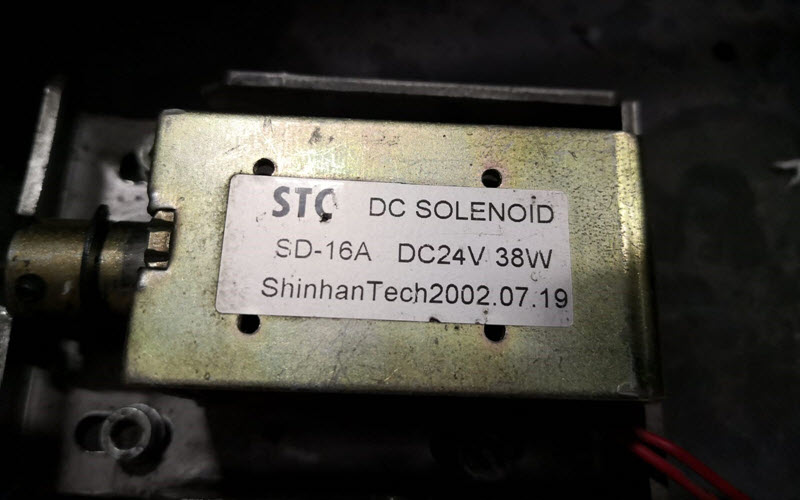 STC DC SOLENOID
SD-16A DC24V 38W
ShinhanTech2002.07.19